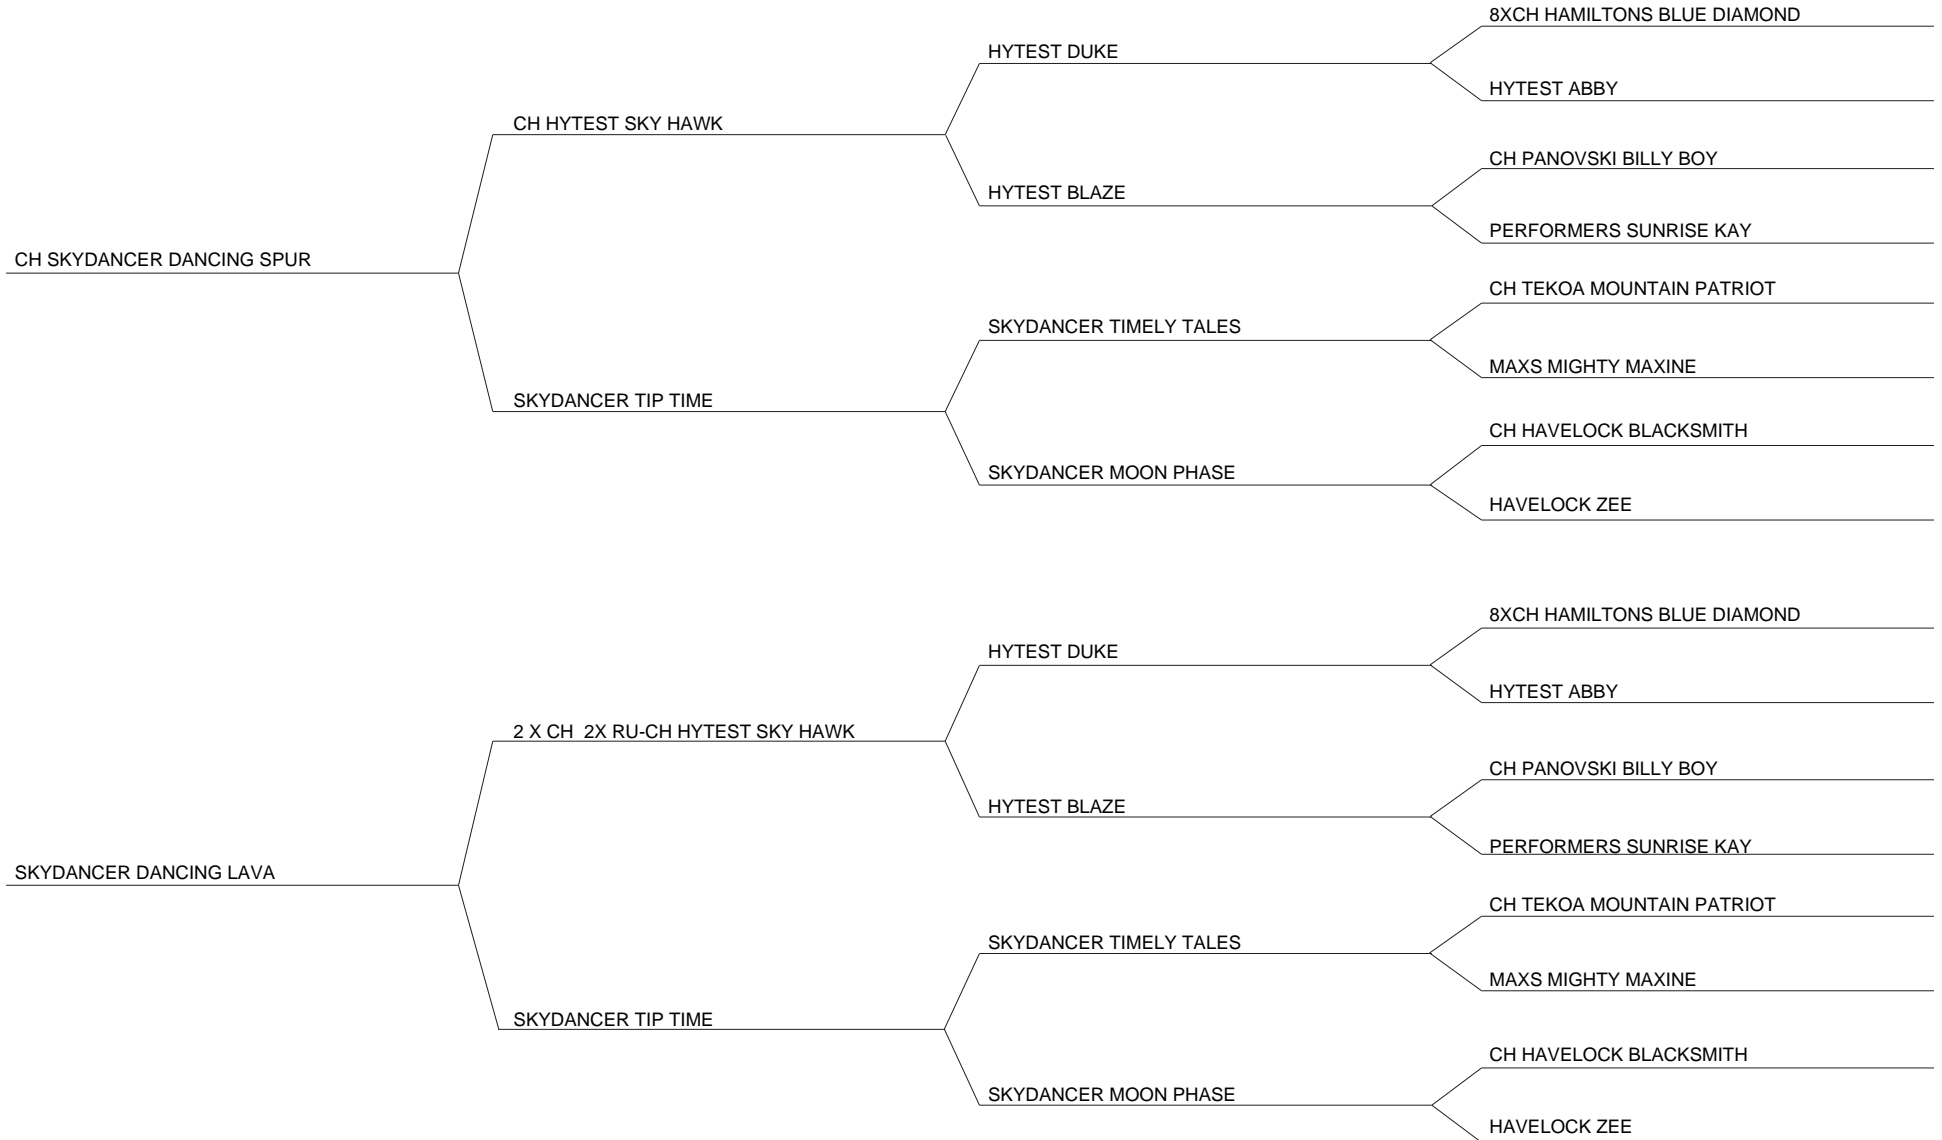 8XCH HAMILTONS BLUE DIAMOND
HYTEST DUKE
HYTEST ABBY
CH HYTEST SKY HAWK
CH PANOVSKI BILLY BOY
HYTEST BLAZE
PERFORMERS SUNRISE KAY
CH SKYDANCER DANCING SPUR
CH TEKOA MOUNTAIN PATRIOT
SKYDANCER TIMELY TALES
MAXS MIGHTY MAXINE
SKYDANCER TIP TIME
CH HAVELOCK BLACKSMITH
SKYDANCER MOON PHASE
HAVELOCK ZEE
8XCH HAMILTONS BLUE DIAMOND
HYTEST DUKE
HYTEST ABBY
2 X CH  2X RU-CH HYTEST SKY HAWK
CH PANOVSKI BILLY BOY
HYTEST BLAZE
PERFORMERS SUNRISE KAY
SKYDANCER DANCING LAVA
CH TEKOA MOUNTAIN PATRIOT
SKYDANCER TIMELY TALES
MAXS MIGHTY MAXINE
SKYDANCER TIP TIME
CH HAVELOCK BLACKSMITH
SKYDANCER MOON PHASE
HAVELOCK ZEE